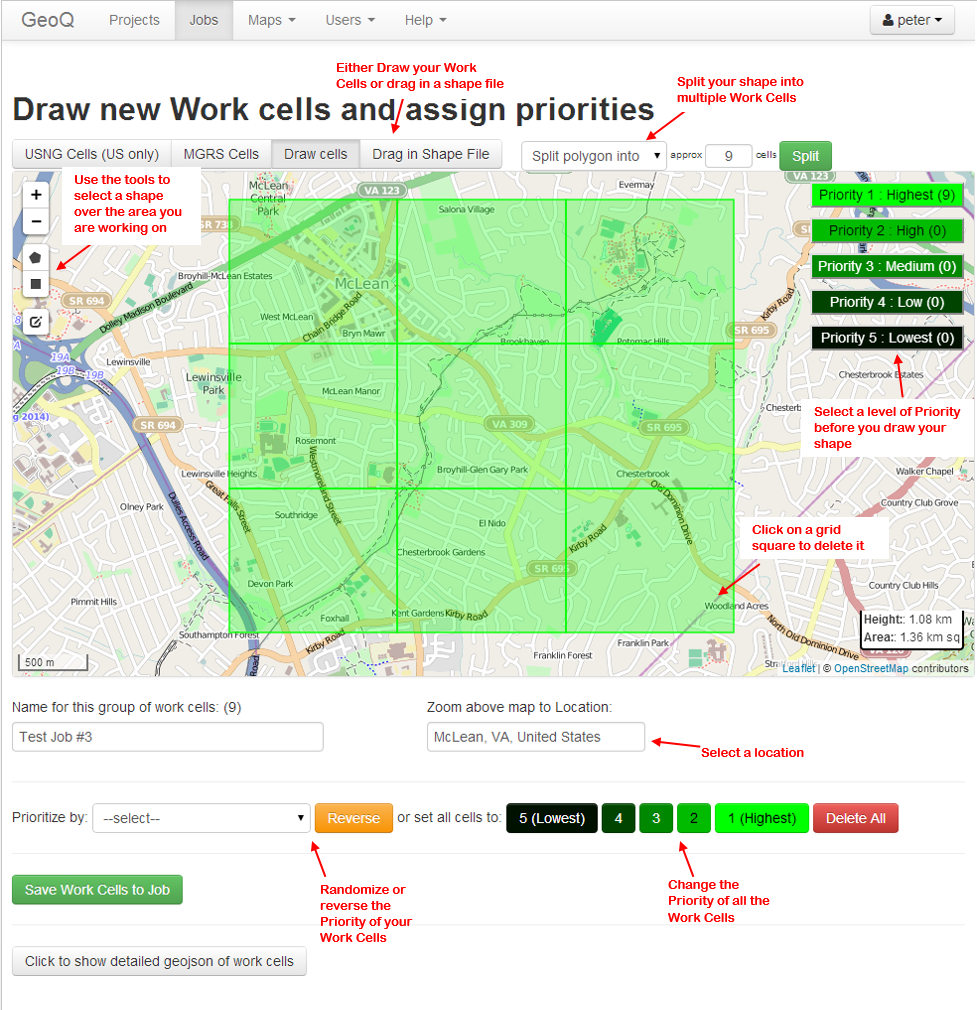 GeoQ Projects Jobs Maps Users Help peter
Either Draw your Work
Cells or drag in a shape file
Split your shape into
multiple Work Cells
Draw new Work cells and assign priorities
USNG Cells (US only) MGRS Cells Draw cells Drag in Shape File Split polygon into approx 9 cells Split
+
−
Use the tools to
select a shape
over the area you
are working on
McLean
Central
Park
VA 123
Salona Village
Evermay
VA 123
Priority 1 : Highest (9)
Priority 2 : High (0)
Priority 3 : Medium (0)
Priority 4 : Low (0)
Priority 5 : Lowest (0)
SR 738
Broyhill-McLean Estates
McLean
SR 694
Dolley Madison Boulevard
West McLean
Chain Bridge Road
Bryn Mawr
Brookhaven
Potomac Hills
Kirby Road
SR 695
19A
19B
19B
Lewinsville
Lewinsville
Park
McLean Manor
Chesterbrook Estates
Select a level of Priority
before you draw your
shape
g 2014)
SR 694
VA 309
SR 695
Rosemont
Westmoreland Street
Lewinsville Heights
Broyhill-Glen Gary Park
Chesterbrook
Walker Chapel
Great Falls Street
Dulles Access Road
Old Dominion Drive
Olney Park
Southridge
El Nido
Country Club Grove
Click on a grid
square to delete it
Chesterbrook Gardens
Kirby Road
SR 695
Devon Park
Country Club Hills
Pimmit Hills
Foxhall
Kent Gardens
Kirby Road
Woodland Acres
Southampton Forest
Kirby Road
Franklin Park
Franklin Forest
North Old Dominion Drive
Height:: 1.08 km
Area:: 1.36 km sq
500 m
Leaflet | © OpenStreetMap contributors
Name for this group of work cells: (9) Zoom above map to Location:
Test Job #3 McLean, VA, United States
Select a location
Prioritize by: --select-- Reverse or set all cells to: 5 (Lowest) 4 3 2 1 (Highest) Delete All
Randomize or
reverse the
Priority of your
Work Cells
Change the
Priority of all the
Work Cells
Save Work Cells to Job
Click to show detailed geojson of work cells